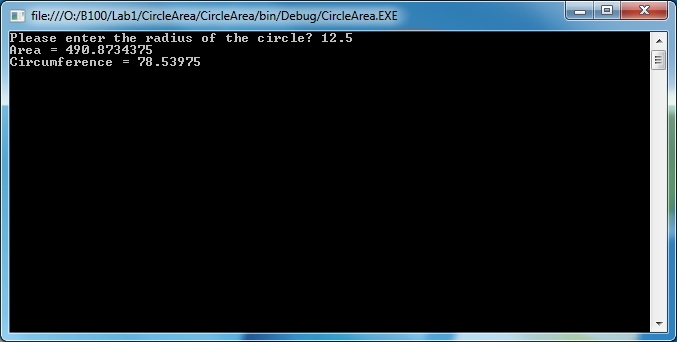 file:///O:/B100/Lab1/CircleArea/CircleArea/bin/Debug/CircleArea.EXE
Please enter the radius of the circle? 12.5
Area = 490.8734375
Circumference = 78.53975